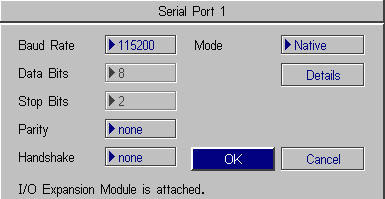 Serial Port 1
Baud Rate 115200 Mode Native
Data Bits 8 Details
Stop Bits 2
Parity none
Handshake none OK Cancel
I/O Expansion Module is attached.